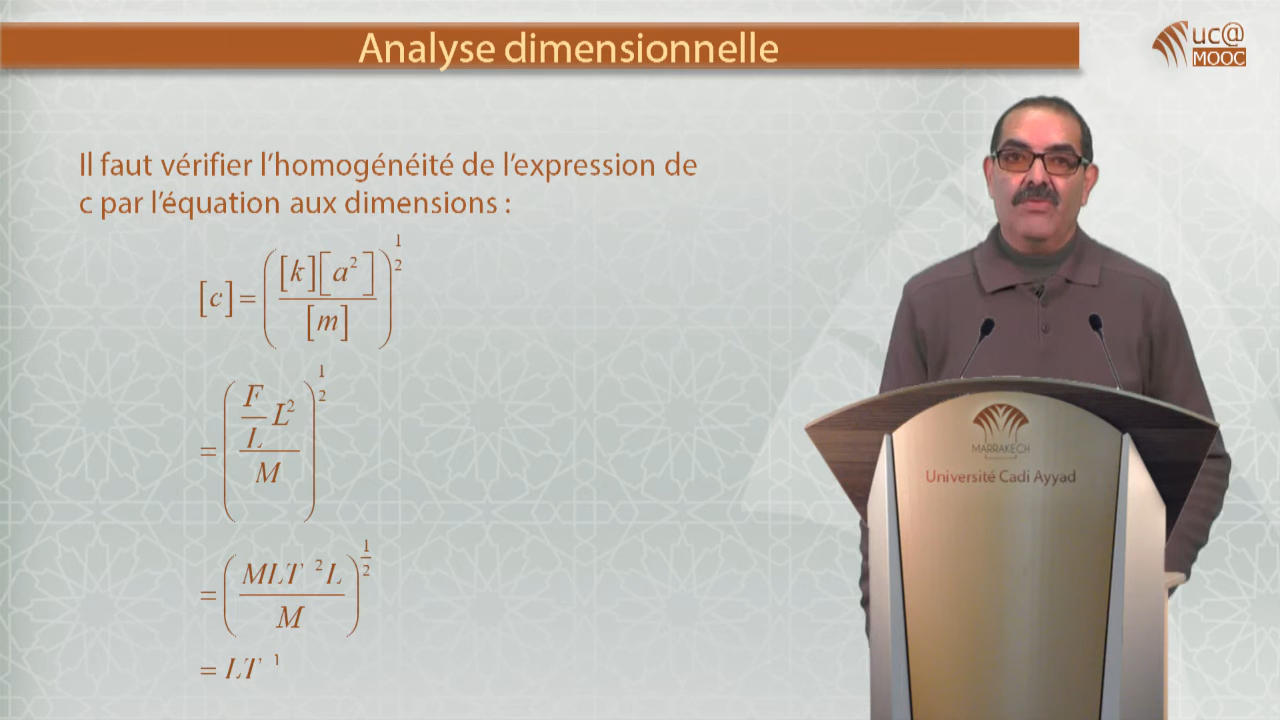 Analyse dimensionnelle
uc@
MOOC
Il faut vérifier l'homogénéité de l'expression de
c par l'équation aux dimensions :
[c] = ([k][a²] / [m])^(1/2)
= ((F/L) L² / M)^(1/2)
= (MLT ²L / M)^(1/2)
= LT ¹
MARRAKECH
Université Cadi Ayyad